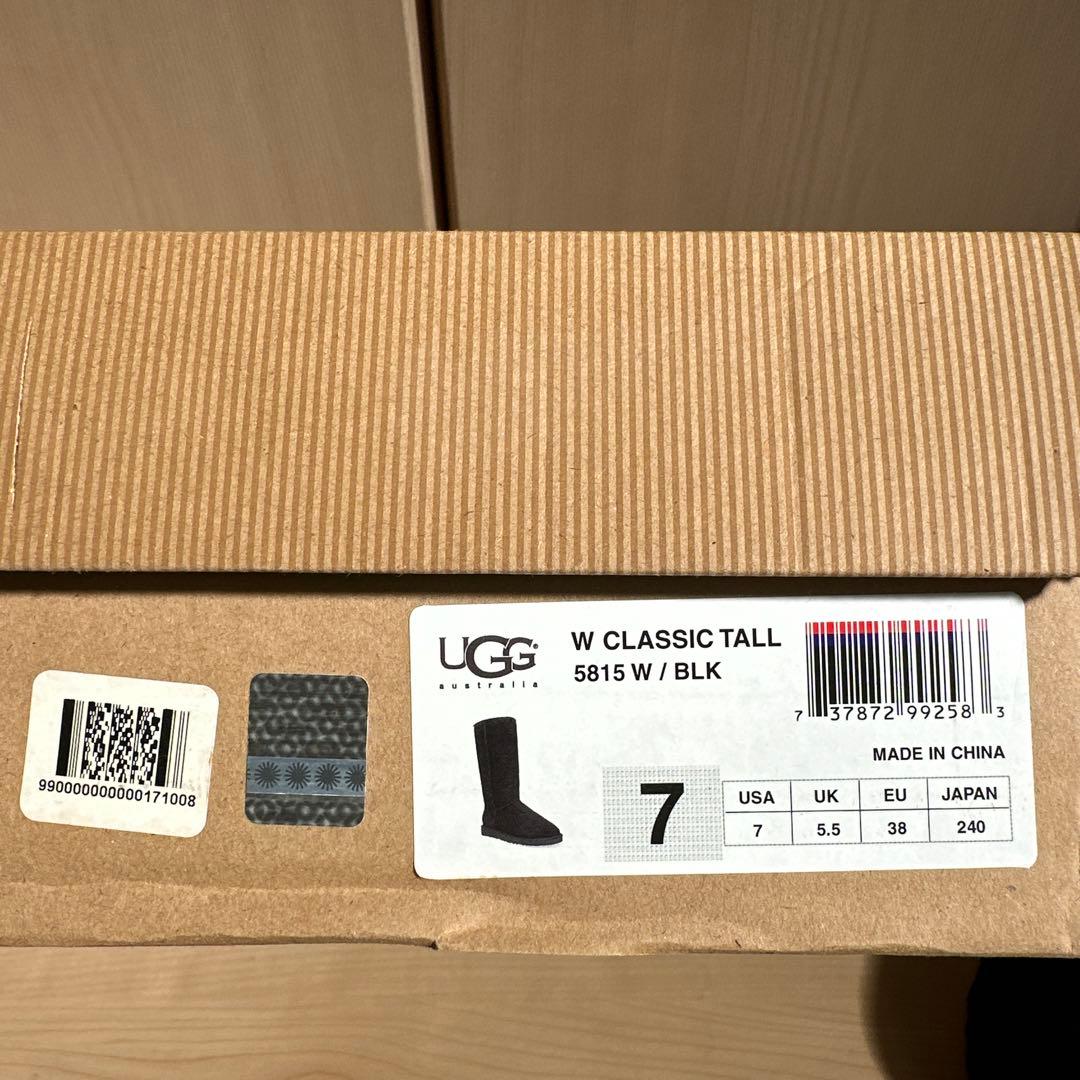 990000000000171008
UGG®
australia
W CLASSIC TALL
5815 W / BLK
7 37872 99258 3
MADE IN CHINA
7
USA UK EU JAPAN
7 5.5 38 240